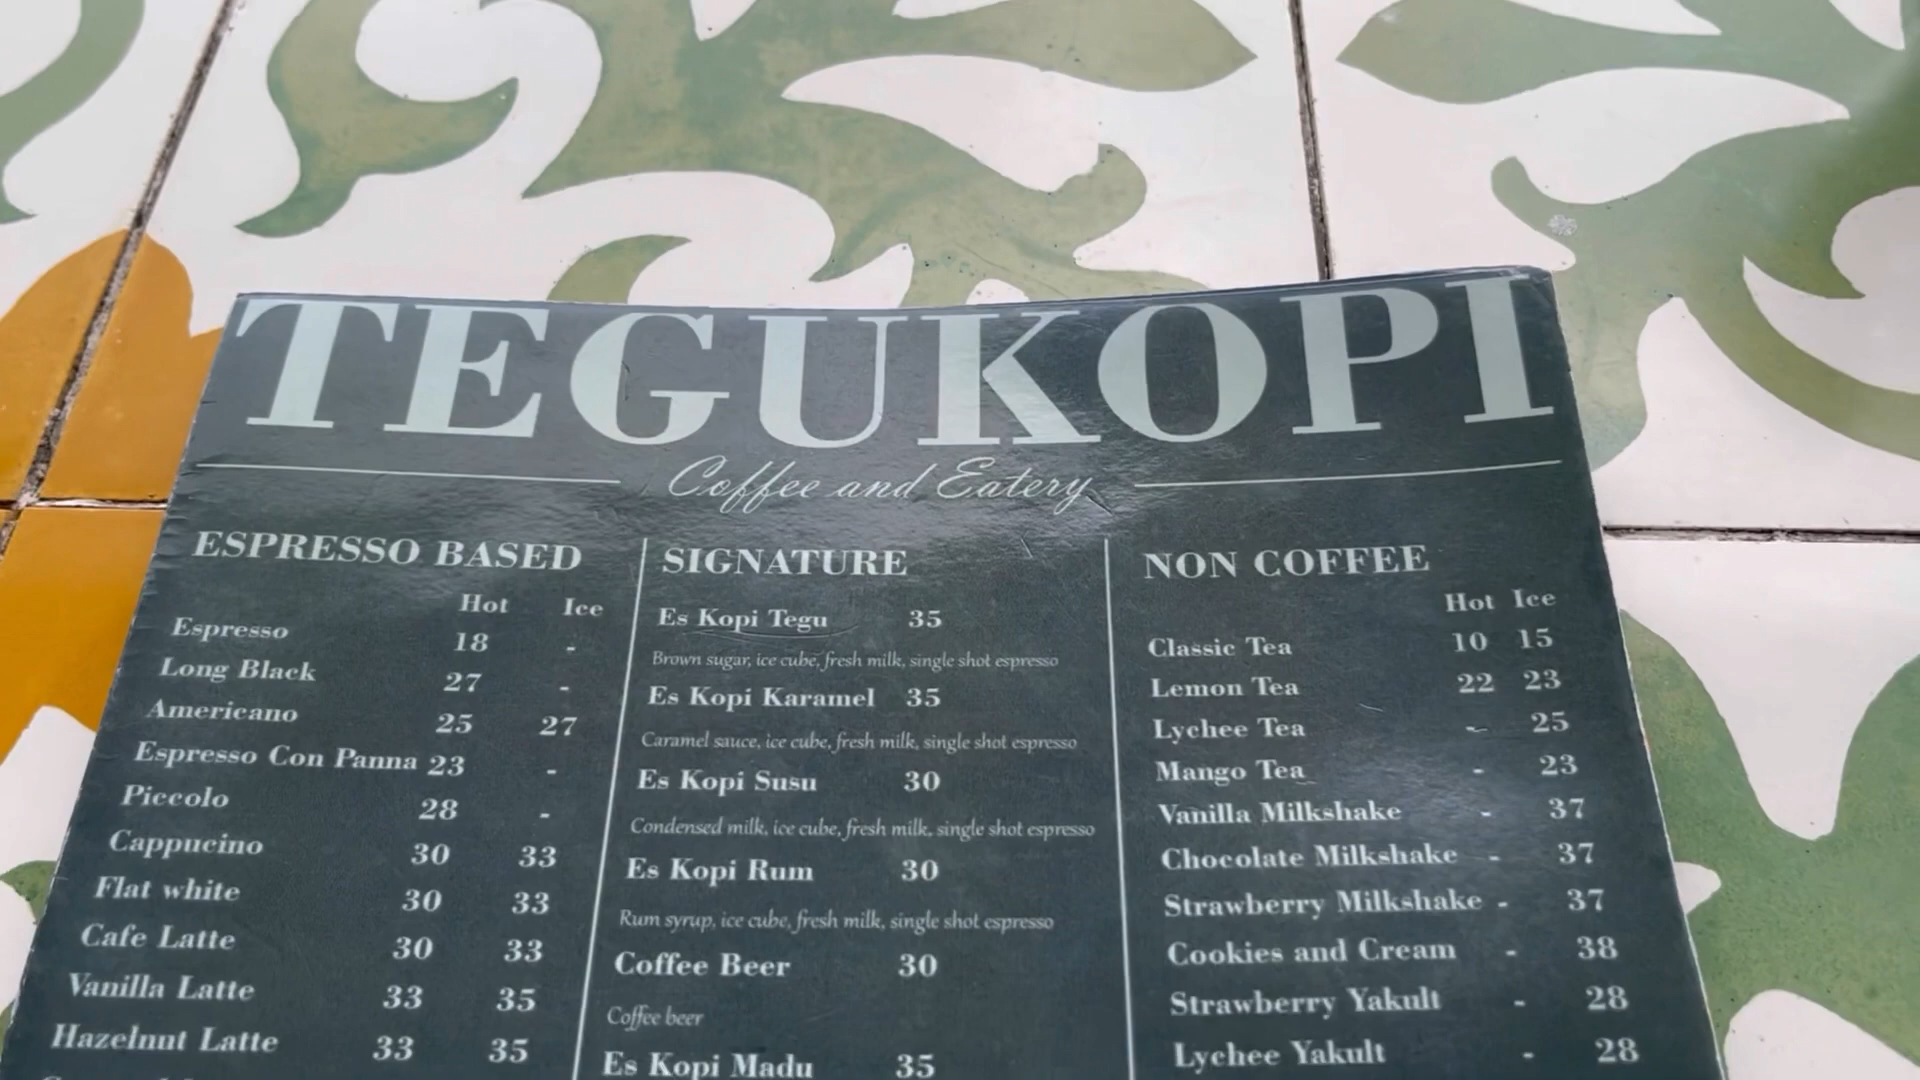 TEGUKOPI
Coffee and Eatery
ESPRESSO BASED
Hot Ice
Espresso 18 -
Long Black 27 -
Americano 25 27
Espresso Con Panna 23 -
Piccolo 28 -
Cappucino 30 33
Flat white 30 33
Cafe Latte 30 33
Vanilla Latte 33 35
Hazelnut Latte 33 35
SIGNATURE
Es Kopi Tegu 35
Brown sugar, ice cube, fresh milk, single shot espresso
Es Kopi Karamel 35
Caramel sauce, ice cube, fresh milk, single shot espresso
Es Kopi Susu 30
Condensed milk, ice cube, fresh milk, single shot espresso
Es Kopi Rum 30
Rum syrup, ice cube, fresh milk, single shot espresso
Coffee Beer 30
Coffee beer
Es Kopi Madu 35
NON COFFEE
Hot Ice
Classic Tea 10 15
Lemon Tea 22 23
Lychee Tea - 25
Mango Tea - 23
Vanilla Milkshake - 37
Chocolate Milkshake - 37
Strawberry Milkshake - 37
Cookies and Cream - 38
Strawberry Yakult - 28
Lychee Yakult - 28